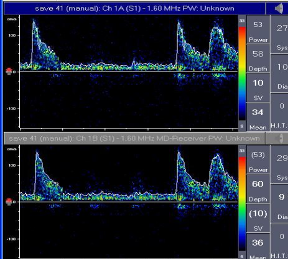 save 41 (manual): Ch 1A (S1) - 1.60 MHz PW: Unknown
100
-100
53
Power
58
Depth
10
SV
34
Mean
27
Sys
10
Dia
0
H.I.T.
save 41 (manual): Ch 1B (S1) - 1.60 MHz MD-Receiver PW: Unknown
100
-100
(53)
Power
60
Depth
(10)
SV
36
Mean
29
Sys
9
Dia
0
H.I.T.